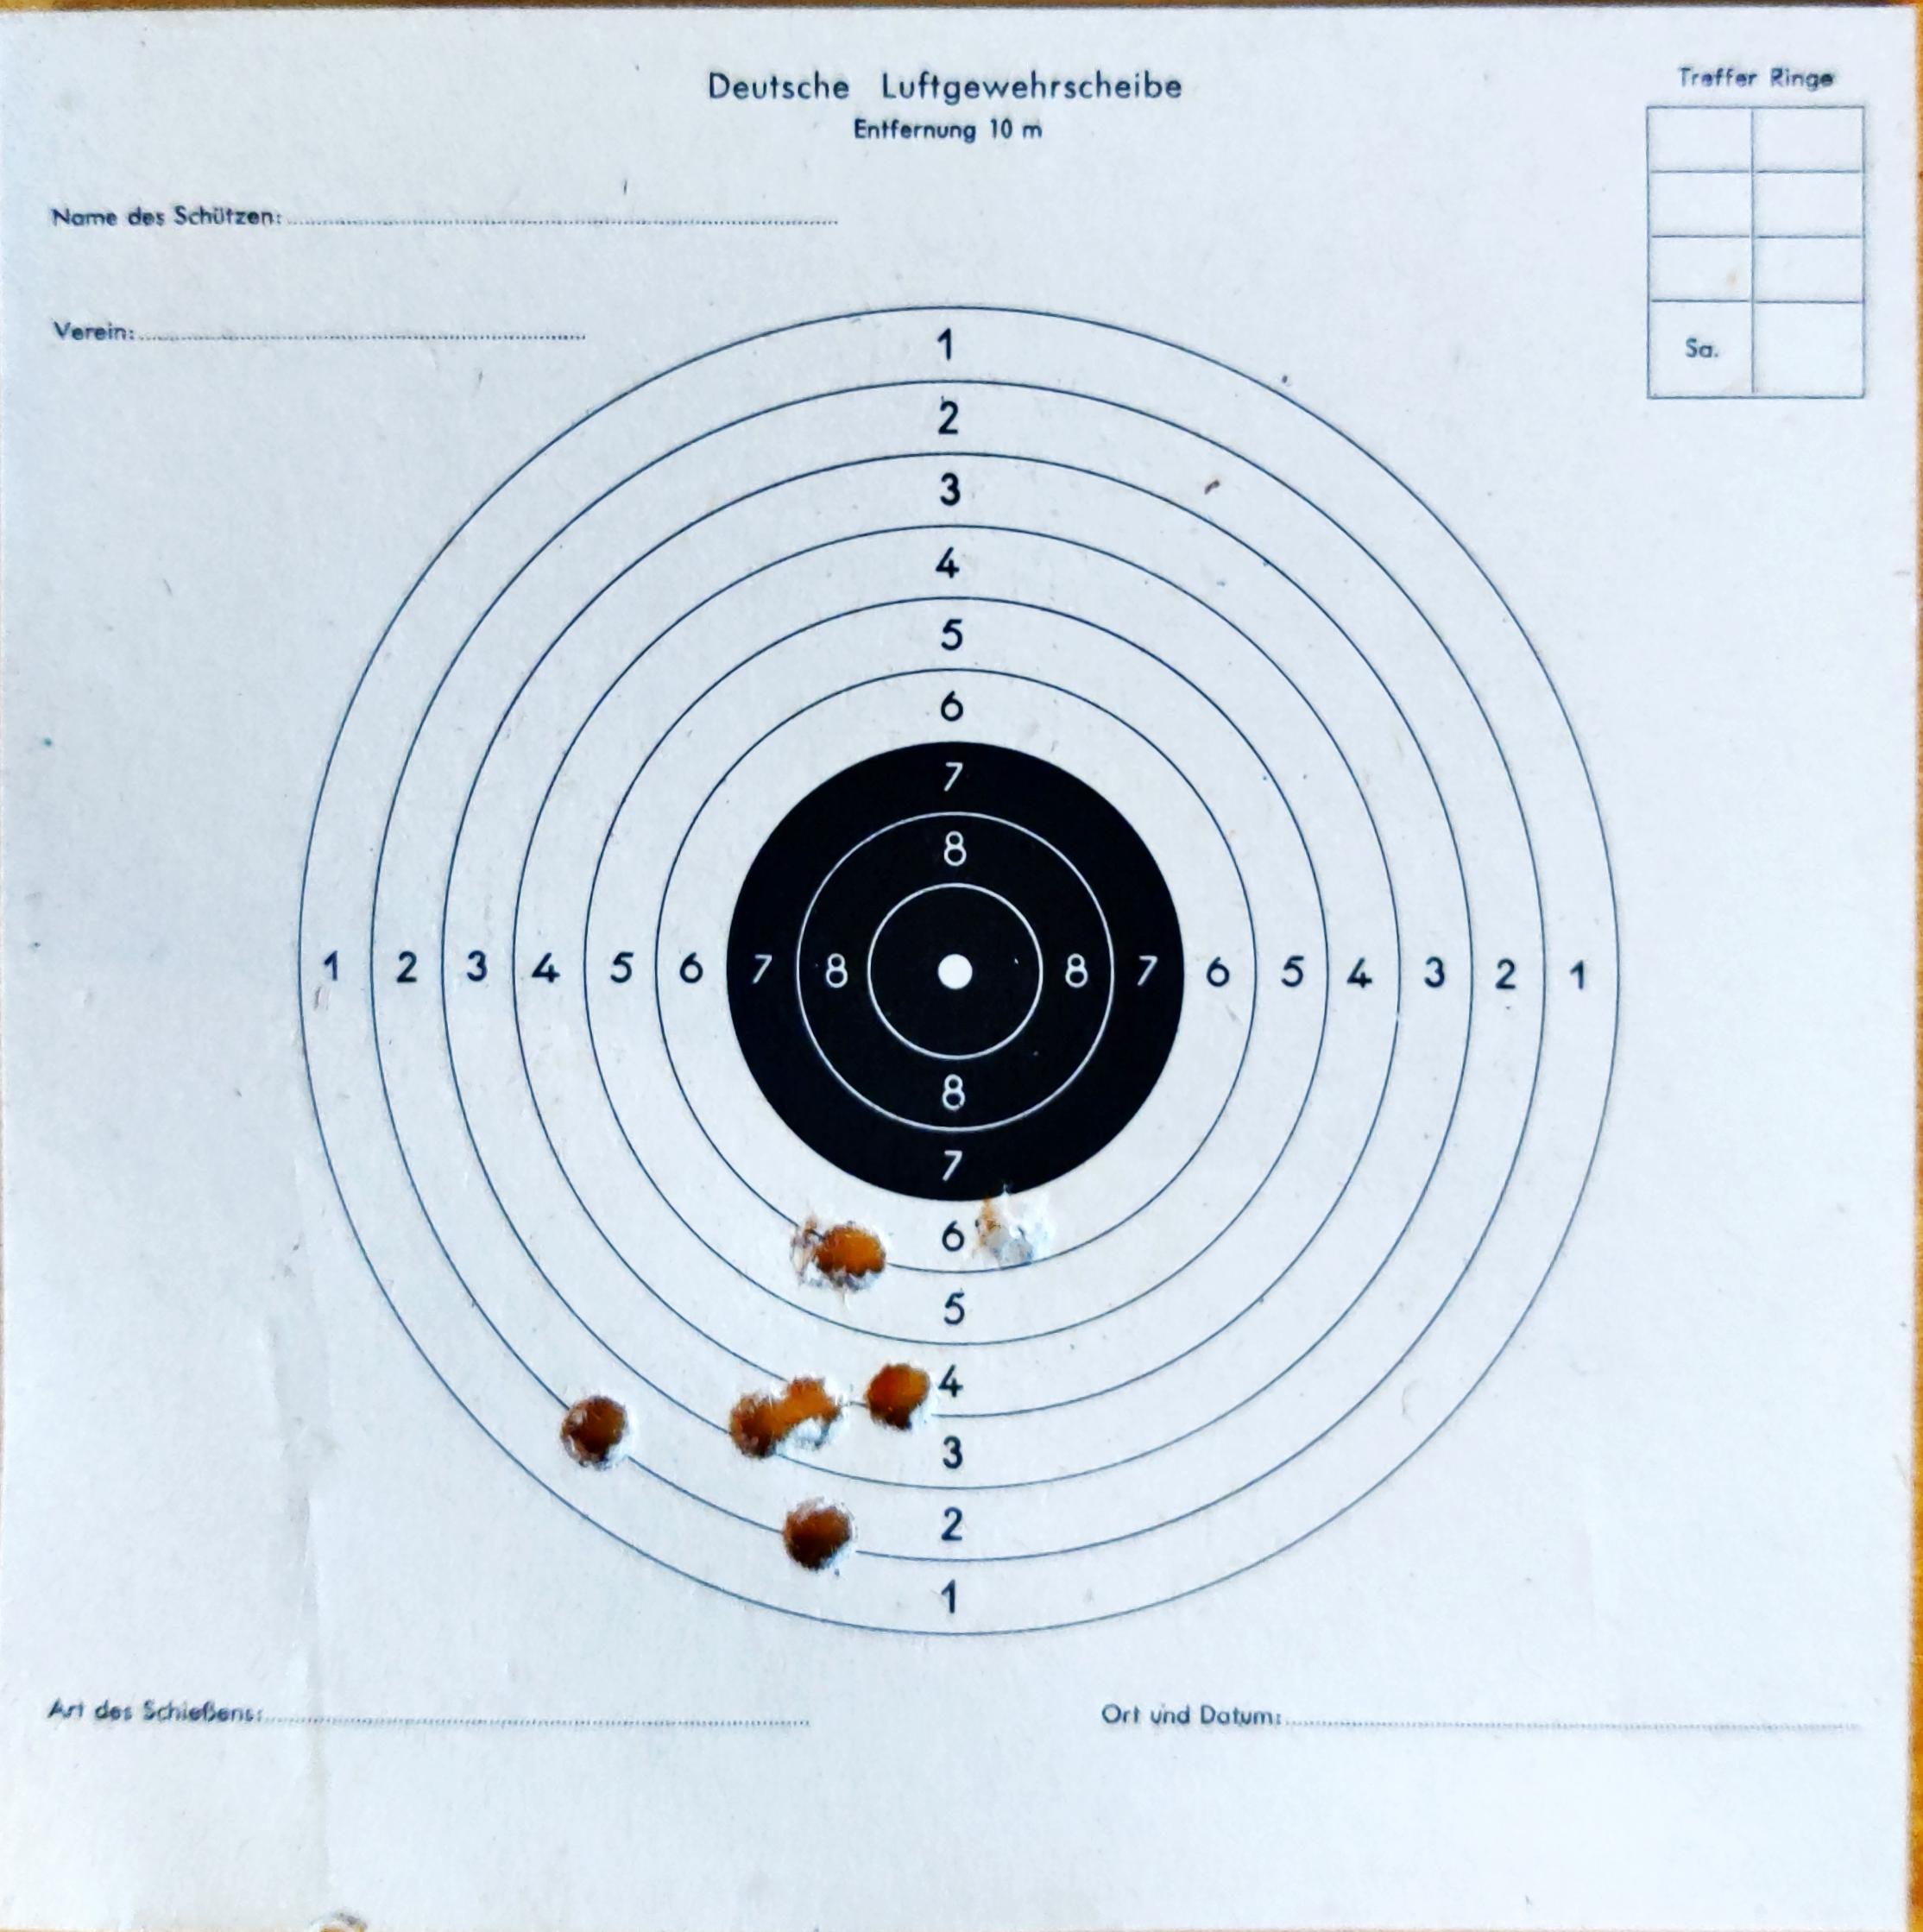 Deutsche Luftgewehrscheibe
Entfernung 10 m
Treffer Ringe
Name des Schützen:
Verein:
Sa.
1
2
3
4
5
6
7
8
1 2 3 4 5 6 7 8 8 7 6 5 4 3 2 1
8
7
6
5
4
3
2
1
Art des Schießens:
Ort und Datum: